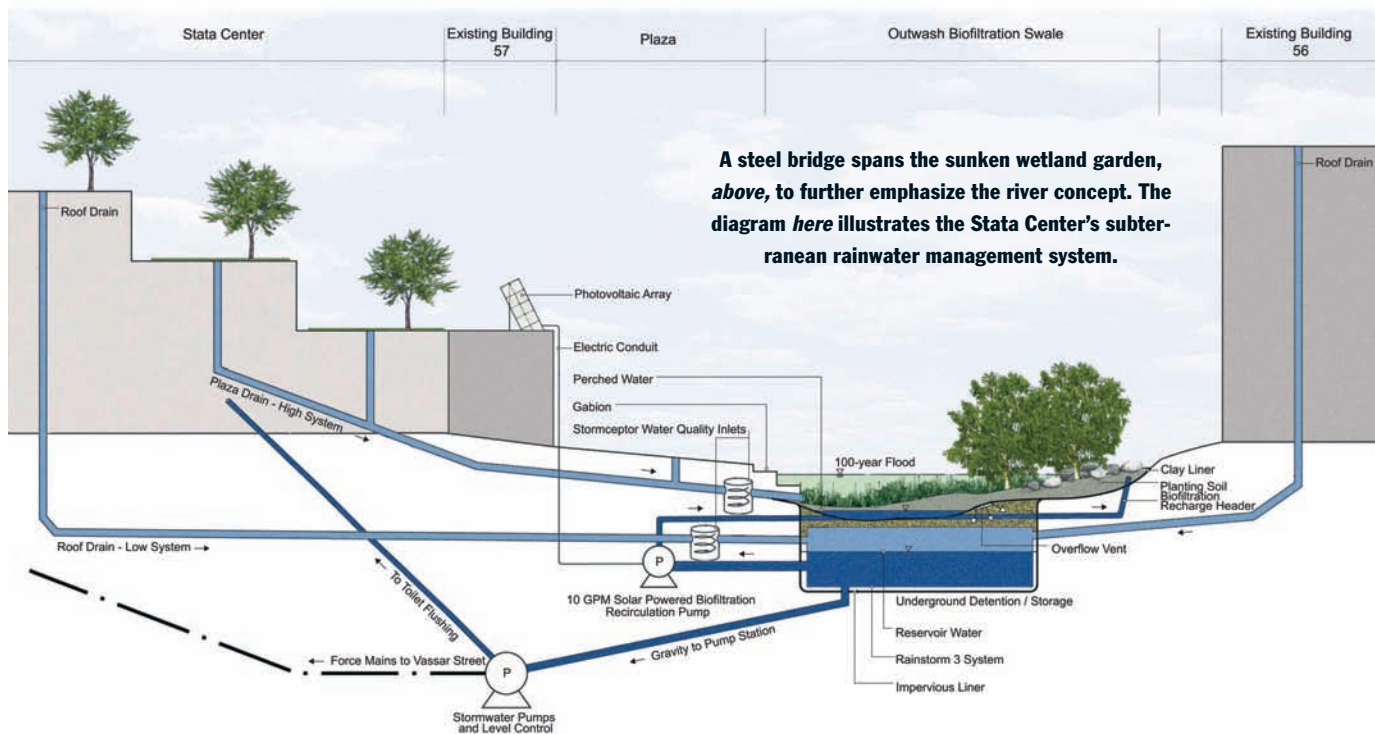 Stata Center
Existing Building
57
Plaza
Outwash Biofiltration Swale
Existing Building
56
A steel bridge spans the sunken wetland garden,
above, to further emphasize the river concept. The
diagram here illustrates the Stata Center’s subter-
ranean rainwater management system.
Roof Drain
Roof Drain
Photovoltaic Array
Electric Conduit
Perched Water
Gabion
Stormceptor Water Quality Inlets
Plaza Drain - High System
100-year Flood
Clay Liner
Planting Soil
Biofiltration
Recharge Header
Overflow Vent
Roof Drain - Low System
P
10 GPM Solar Powered Biofiltration
Recirculation Pump
Underground Detention / Storage
Reservoir Water
Rainstorm 3 System
Impervious Liner
To Toilet Flushing
Gravity to Pump Station
Force Mains to Vassar Street
P
Stormwater Pumps
and Level Control